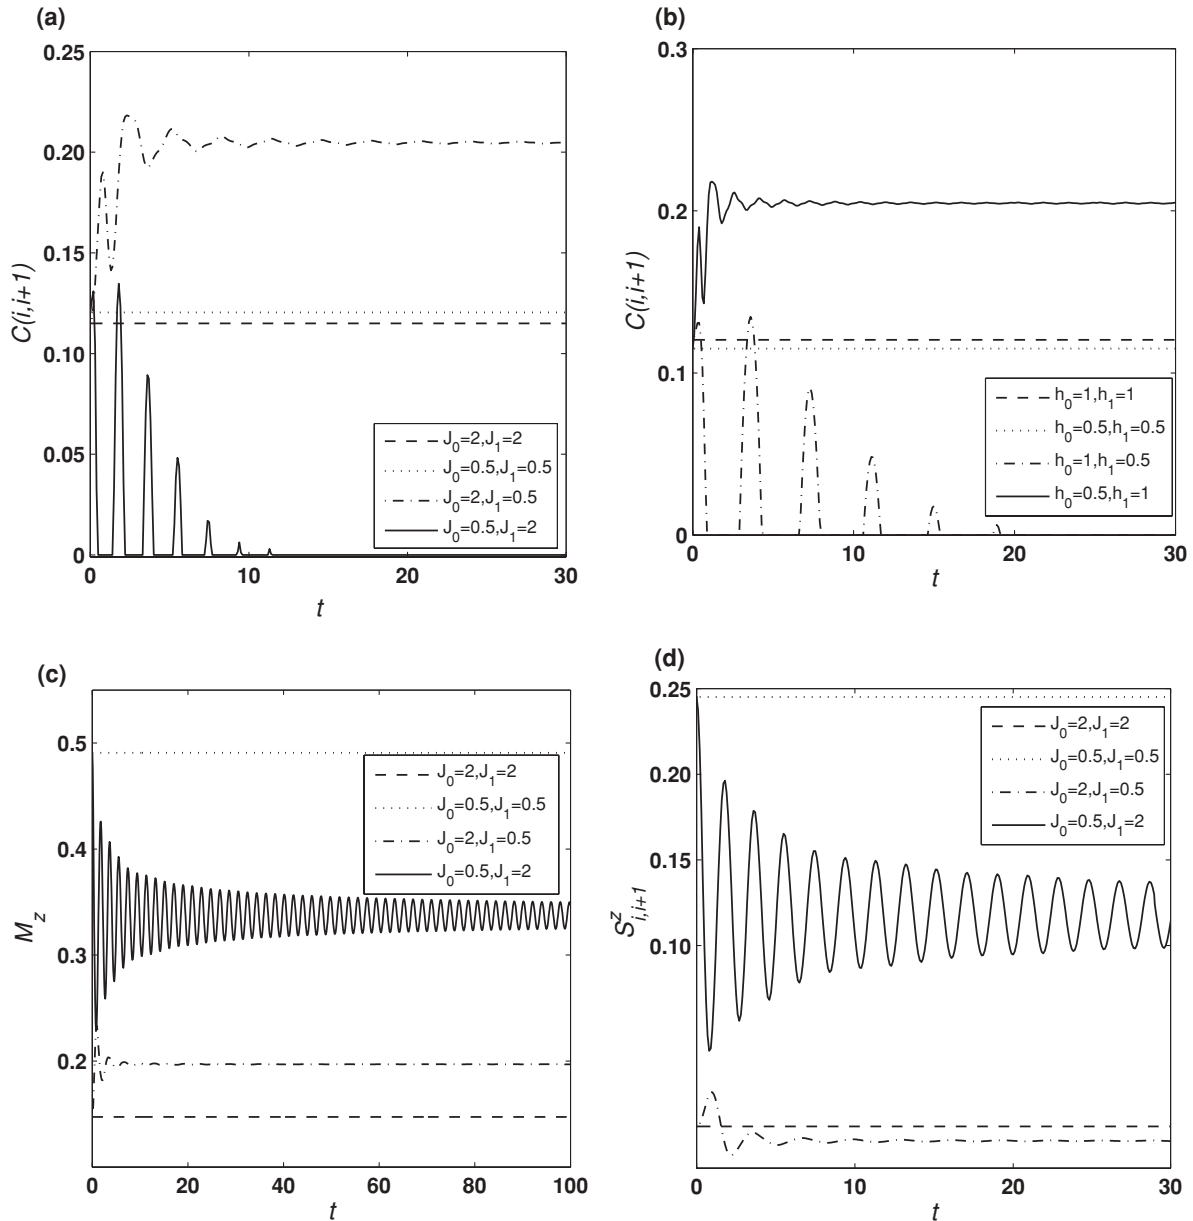 (a)
0.25
0.20
0.15
0.10
0.05
0
0
10
20
30
C(i,i+1)
t
J0=2,J1=2
J0=0.5,J1=0.5
J0=2,J1=0.5
J0=0.5,J1=2
(b)
0.3
0.2
0.1
0
0
10
20
30
C(i,i+1)
t
h0=1,h1=1
h0=0.5,h1=0.5
h0=1,h1=0.5
h0=0.5,h1=1
(c)
0.5
0.4
0.3
0.2
0
20
40
60
80
100
Mz
t
J0=2,J1=2
J0=0.5,J1=0.5
J0=2,J1=0.5
J0=0.5,J1=2
(d)
0.25
0.20
0.15
0.10
0
10
20
30
S^z_i,i+1
t
J0=2,J1=2
J0=0.5,J1=0.5
J0=2,J1=0.5
J0=0.5,J1=2